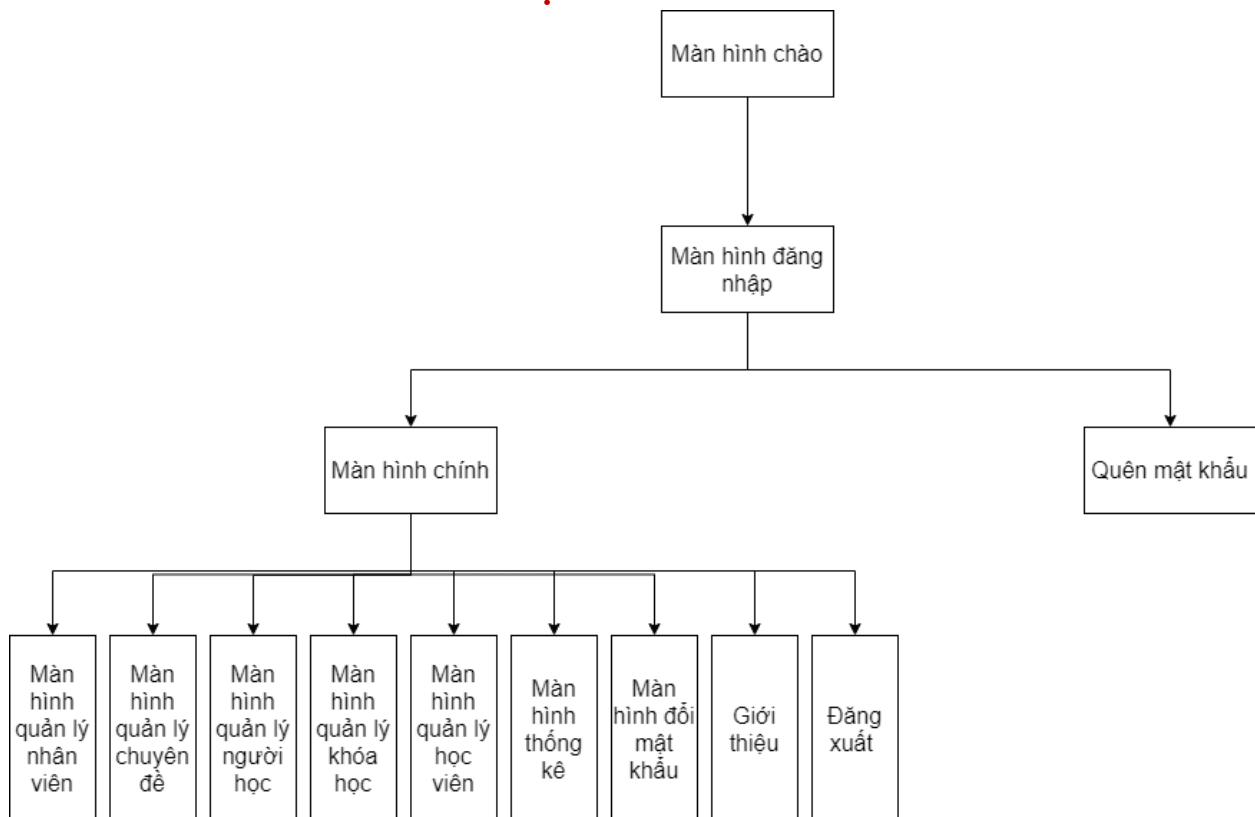 Màn hình chào
Màn hình đăng
nhập
Màn hình chính
Quên mật khẩu
Màn
hình
quản lý
nhân
viên
Màn
hình
quản lý
chuyên
đề
Màn
hình
quản lý
người
học
Màn
hình
quản lý
khóa
học
Màn
hình
quản lý
học
viên
Màn
hình
thống
kê
Màn
hình đổi
mật
khẩu
Giới
thiệu
Đăng
xuất